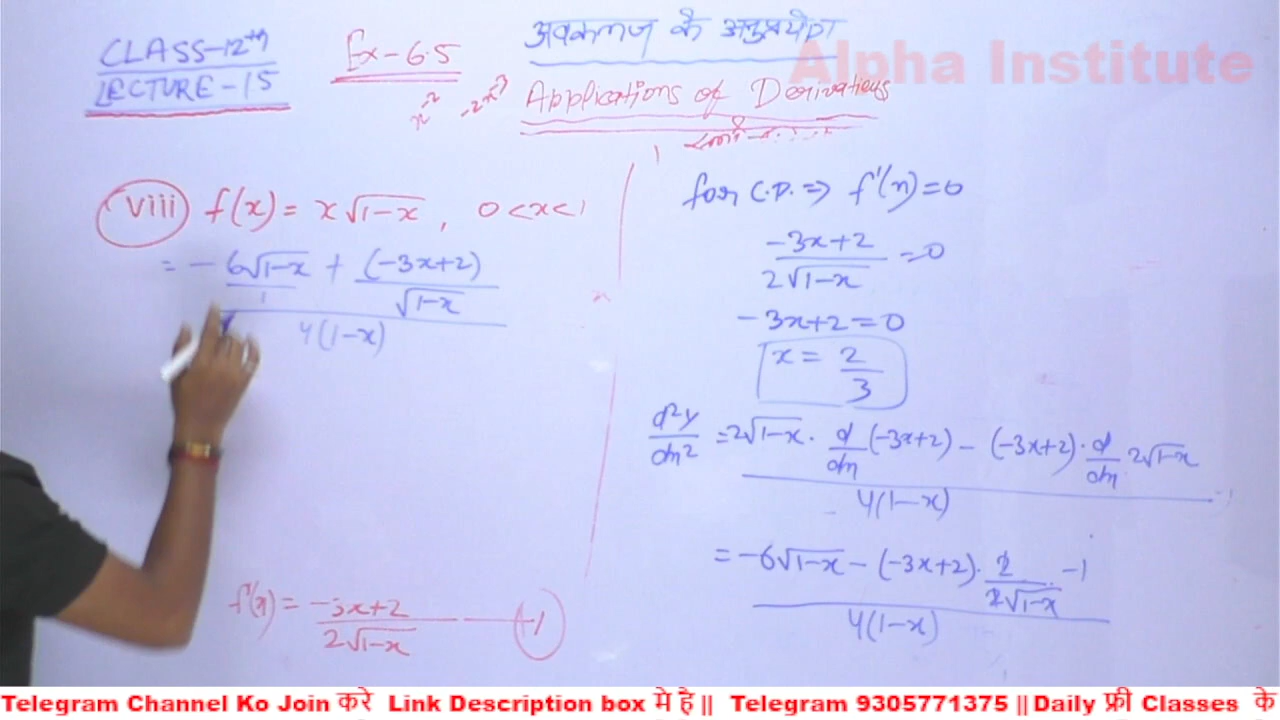 CLASS-12th
LECTURE-15
Ex-6.5
अवकलज के अनुप्रयोग
Alpha Institute
Applications of Derivatives
x⁻² -2x⁻³
viii) f(x) = x√1-x , 0<x<1
= - 6√1-x/1 + (-3x+2)/√1-x
4(1-x)
f'(x) = -3x+2 / 2√1-x — 1
for C.P. ⇒ f'(x)=0
-3x+2 / 2√1-x =0
-3x+2=0
x = 2/3
d²y/dx² = 2√1-x . d/dx (-3x+2) - (-3x+2) . d/dx 2√1-x
4(1-x)
= -6√1-x - (-3x+2) . 2/2√1-x -1
4(1-x)
Telegram Channel Ko Join करे Link Description box मे है || Telegram 9305771375 || Daily फ्री Classes के